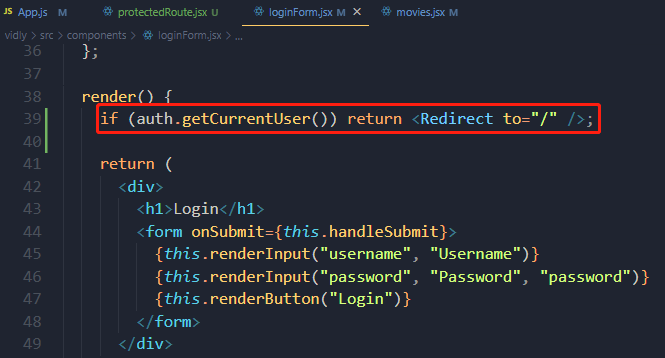 JS App.js M protectedRoute.jsx U loginForm.jsx M × movies.jsx M
vidly > src > components > loginForm.jsx > ...
36 };
37
38 render() {
39 if (auth.getCurrentUser()) return <Redirect to="/" />;
40
41 return (
42 <div>
43 <h1>Login</h1>
44 <form onSubmit={this.handleSubmit}>
45 {this.renderInput("username", "Username")}
46 {this.renderInput("password", "Password", "password")}
47 {this.renderButton("Login")}
48 </form>
49 </div>